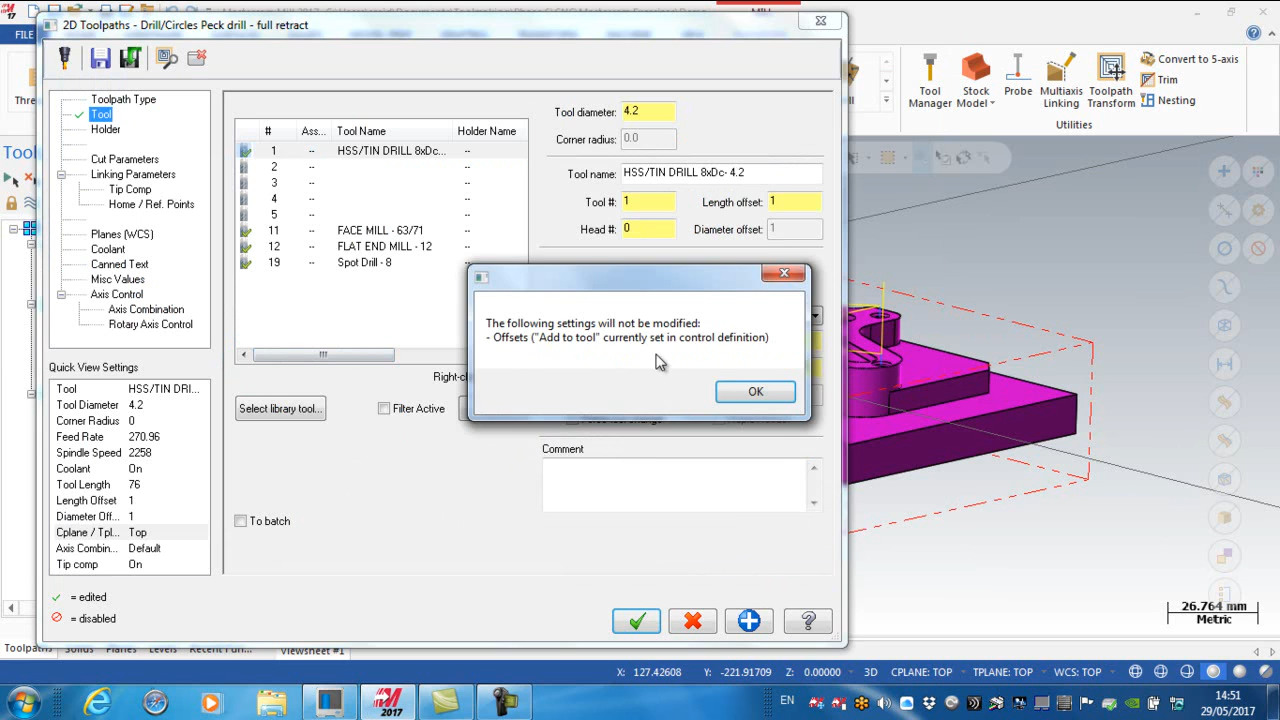 2017
FILE
2D Toolpaths - Drill/Circles Peck drill - full retract
Tool Manager
Stock Model
Probe
Multiaxis Linking
Toolpath Transform
Convert to 5-axis
Trim
Nesting
Utilities
Toolpath Type
Tool
Holder
Cut Parameters
Linking Parameters
Tip Comp
Home / Ref. Points
Planes (WCS)
Coolant
Canned Text
Misc Values
Axis Control
Axis Combination
Rotary Axis Control
Quick View Settings
Tool HSS/TIN DRI...
Tool Diameter 4.2
Corner Radius 0
Feed Rate 270.96
Spindle Speed 2258
Coolant On
Tool Length 76
Length Offset 1
Diameter Off... 1
Cplane / Tpl... Top
Axis Combin... Default
Tip comp On
= edited
= disabled
# Ass... Tool Name Holder Name
1 -- HSS/TIN DRILL 8xDc... --
2 -- --
3 -- --
4 -- --
5 -- --
11 -- FACE MILL - 63/71 --
12 -- FLAT END MILL - 12 --
19 -- Spot Drill - 8 --
Select library tool...
Filter Active
To batch
Tool diameter: 4.2
Corner radius: 0.0
Tool name: HSS/TIN DRILL 8xDc- 4.2
Tool #: 1 Length offset: 1
Head #: 0 Diameter offset: 1
The following settings will not be modified:
- Offsets ("Add to tool" currently set in control definition)
OK
Comment
26.764 mm
Metric
Toolpaths Solids Planes Levels
Viewsheet #1
X: 127.42608 Y: -221.91709 Z: 0.00000 3D CPLANE: TOP TPLANE: TOP WCS: TOP
2017
EN
14:51
29/05/2017